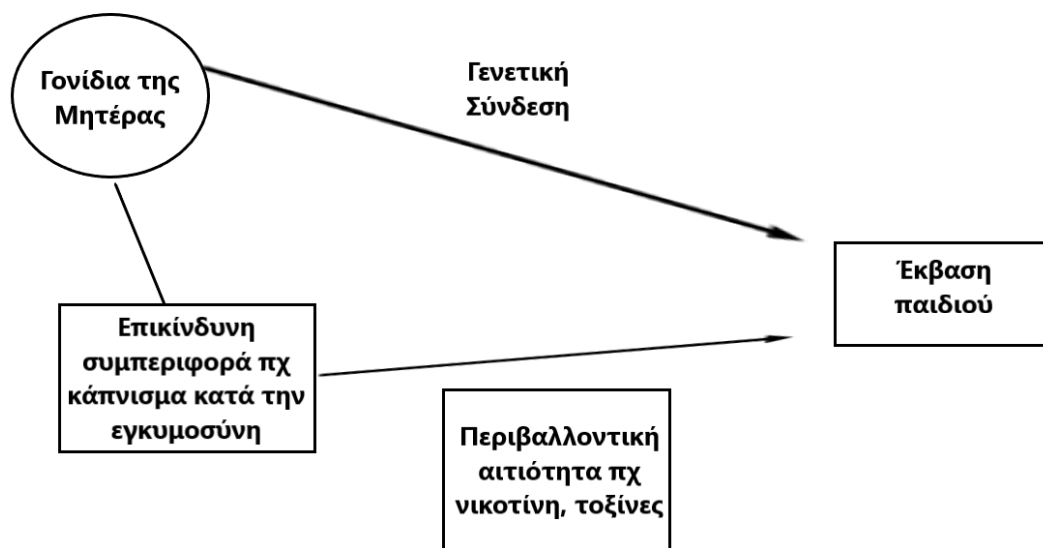 Γονίδια της
Μητέρας
Γενετική
Σύνδεση
Έκβαση
παιδιού
Επικίνδυνη
συμπεριφορά πχ
κάπνισμα κατά την
εγκυμοσύνη
Περιβαλλοντική
αιτιότητα πχ
νικοτίνη, τοξίνες